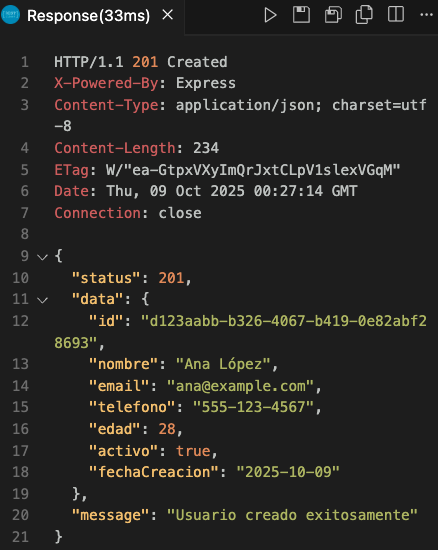 Response(33ms)
1 HTTP/1.1 201 Created
2 X-Powered-By: Express
3 Content-Type: application/json; charset=utf
-8
4 Content-Length: 234
5 ETag: W/"ea-GtpxVXyImQrJxtCLpV1slexVGqM"
6 Date: Thu, 09 Oct 2025 00:27:14 GMT
7 Connection: close
8
9 {
10 "status": 201,
11 "data": {
12 "id": "d123aabb-b326-4067-b419-0e82abf2
8693",
13 "nombre": "Ana López",
14 "email": "ana@example.com",
15 "telefono": "555-123-4567",
16 "edad": 28,
17 "activo": true,
18 "fechaCreacion": "2025-10-09"
19 },
20 "message": "Usuario creado exitosamente"
21 }